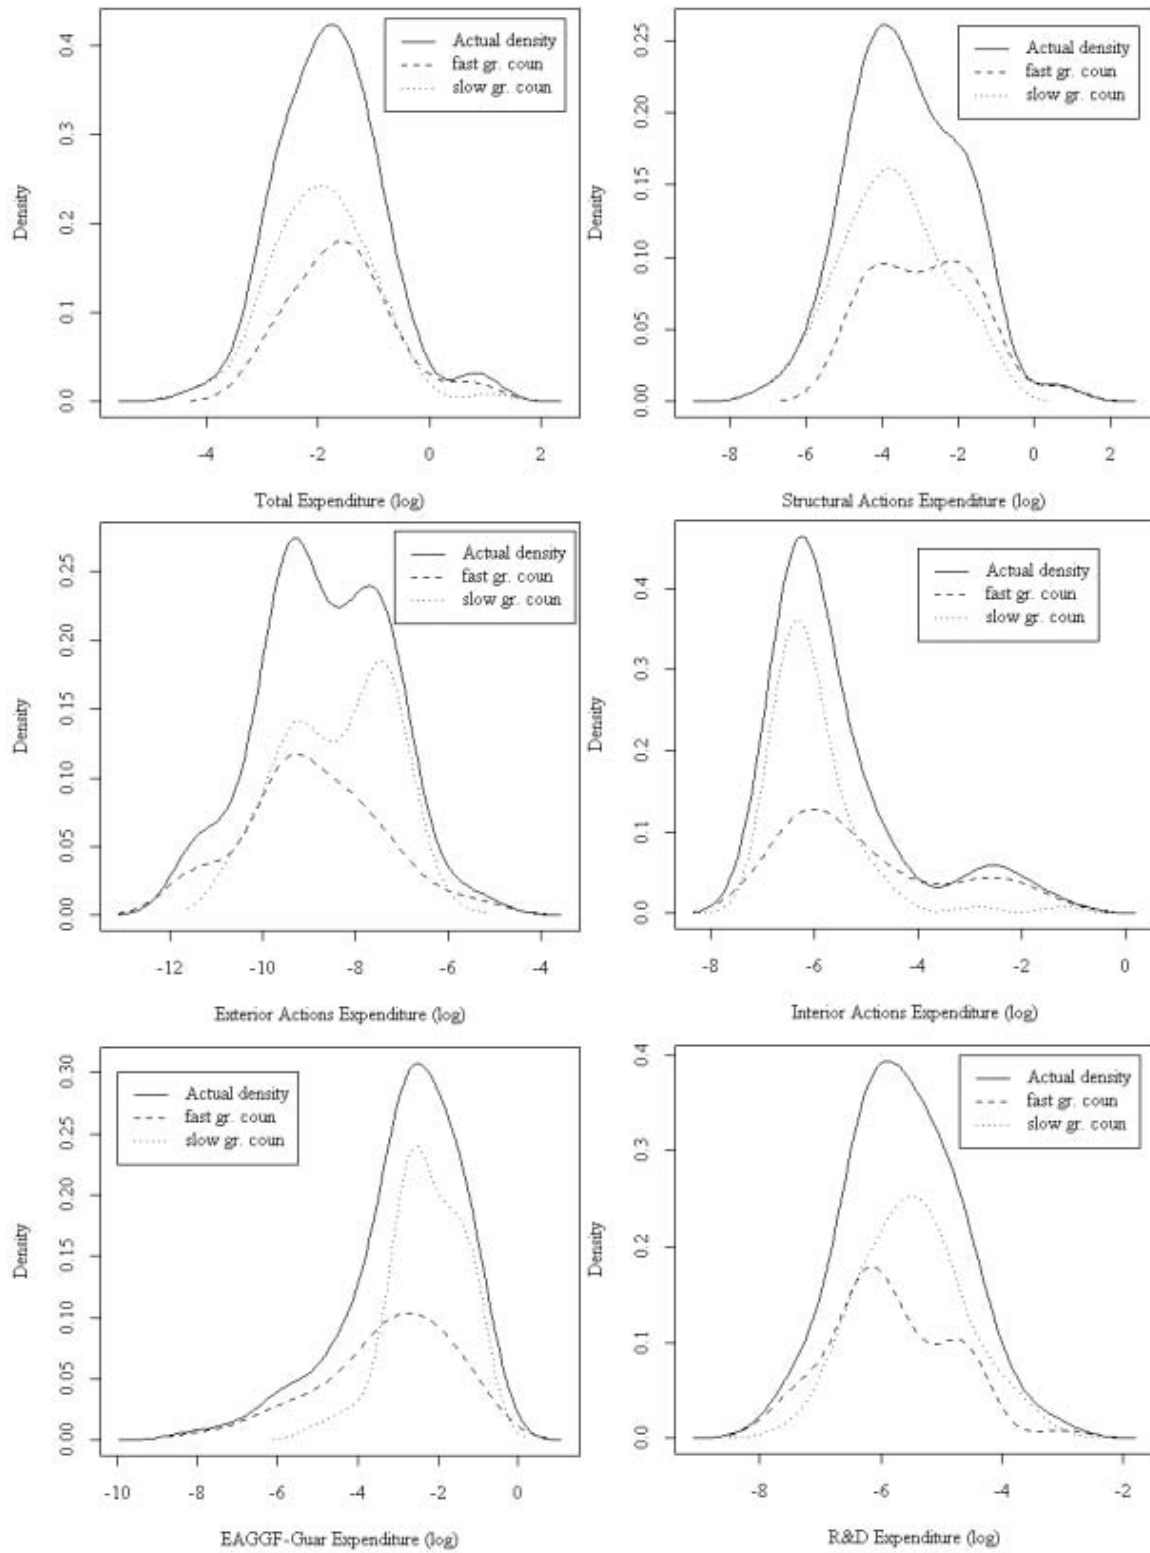 Actual density
fast gr. coun
slow gr. coun
Density
0.0 0.1 0.2 0.3 0.4
-4 -2 0 2
Total Expenditure (log)
Actual density
fast gr. coun
slow gr. coun
Density
0.00 0.05 0.10 0.15 0.20 0.25
-8 -6 -4 -2 0 2
Structural Actions Expenditure (log)
Actual density
fast gr. coun
slow gr. coun
Density
0.00 0.05 0.10 0.15 0.20 0.25
-12 -10 -8 -6 -4
Exterior Actions Expenditure (log)
Actual density
fast gr. coun
slow gr. coun
Density
0.0 0.1 0.2 0.3 0.4
-8 -6 -4 -2 0
Interior Actions Expenditure (log)
Actual density
fast gr. coun
slow gr. coun
Density
0.00 0.05 0.10 0.15 0.20 0.25 0.30
-10 -8 -6 -4 -2 0
EAGGF-Guar Expenditure (log)
Actual density
fast gr. coun
slow gr. coun
Density
0.0 0.1 0.2 0.3 0.4
-8 -6 -4 -2
R&D Expenditure (log)